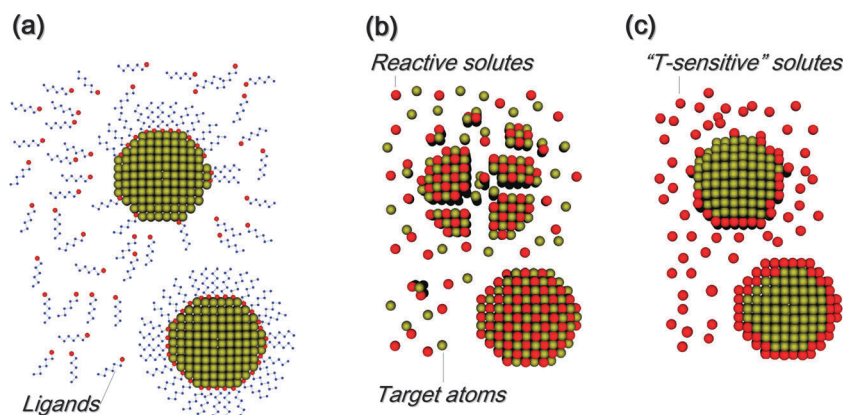 (a)
(b)
(c)
Reactive solutes
“T-sensitive” solutes
Ligands
Target atoms